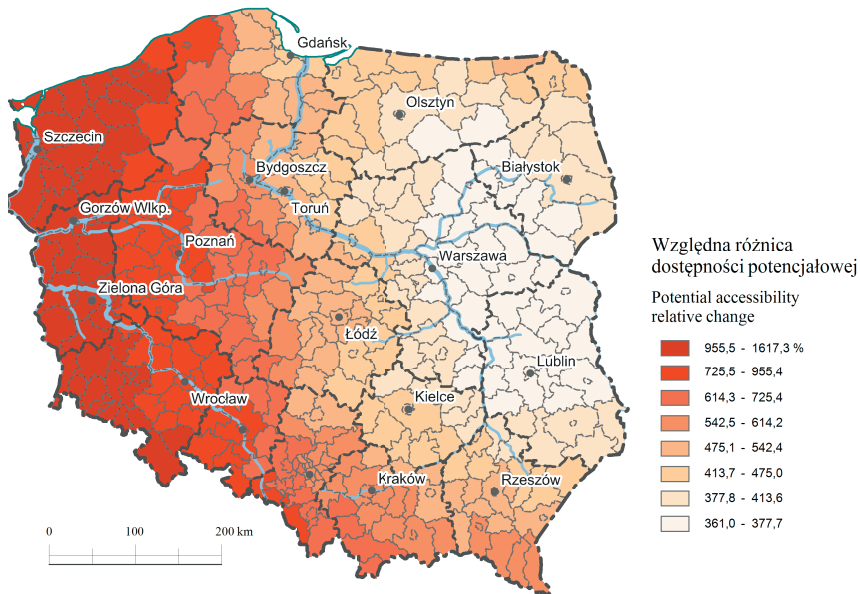 Gdańsk
Olsztyn
Szczecin
Białystok
Bydgoszcz
Toruń
Gorzów Wlkp.
Poznań
Warszawa
Zielona Góra
Łódź
Lublin
Wrocław
Kielce
Kraków
Rzeszów
0 100 200 km
Względna różnica
dostępności potencjałowej
Potential accessibility
relative change
955,5 - 1617,3 %
725,5 - 955,4
614,3 - 725,4
542,5 - 614,2
475,1 - 542,4
413,7 - 475,0
377,8 - 413,6
361,0 - 377,7